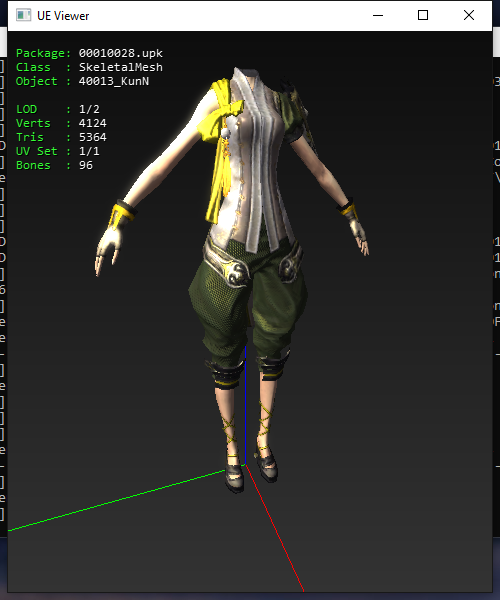 UE Viewer
Package: 00010028.upk
Class : SkeletalMesh
Object : 40013_KunN
LOD : 1/2
Verts : 4124
Tris : 5364
UV Set : 1/1
Bones : 96